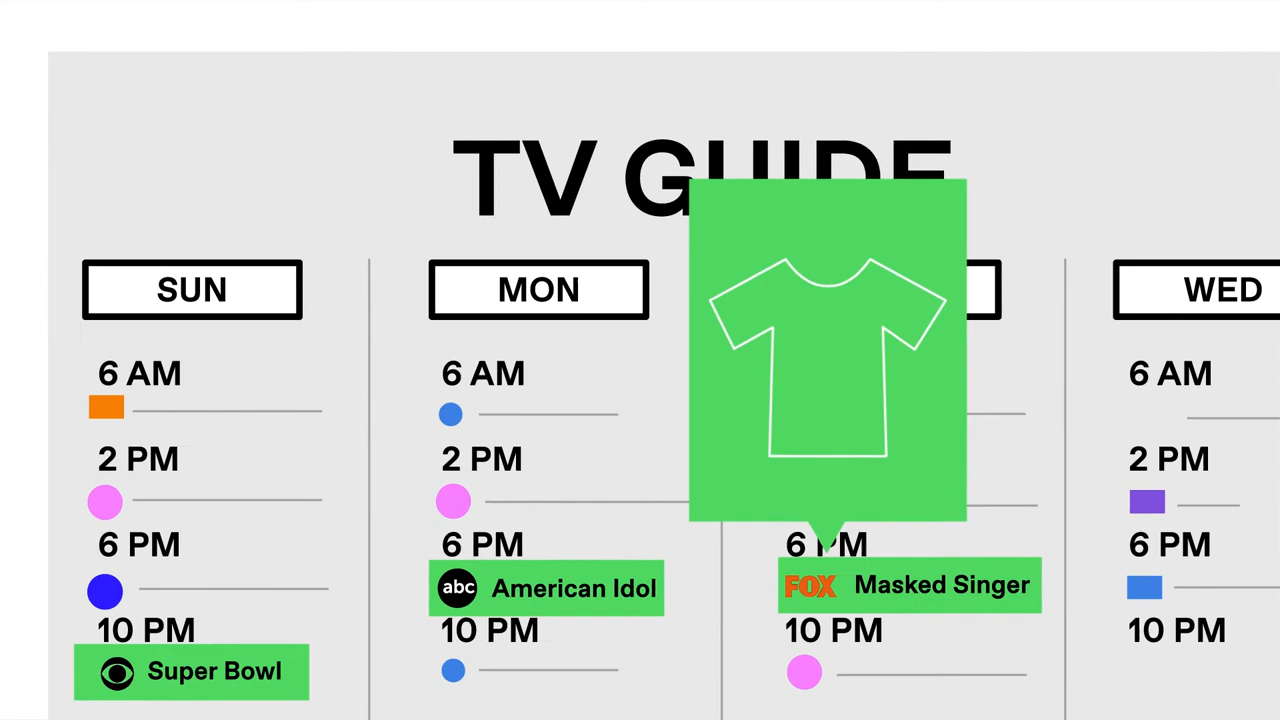 TV GUIDE
SUN
MON
WED
6 AM
6 AM
6 AM
2 PM
2 PM
2 PM
6 PM
6 PM
6 PM
6 PM
abc American Idol
FOX Masked Singer
10 PM
10 PM
10 PM
10 PM
Super Bowl